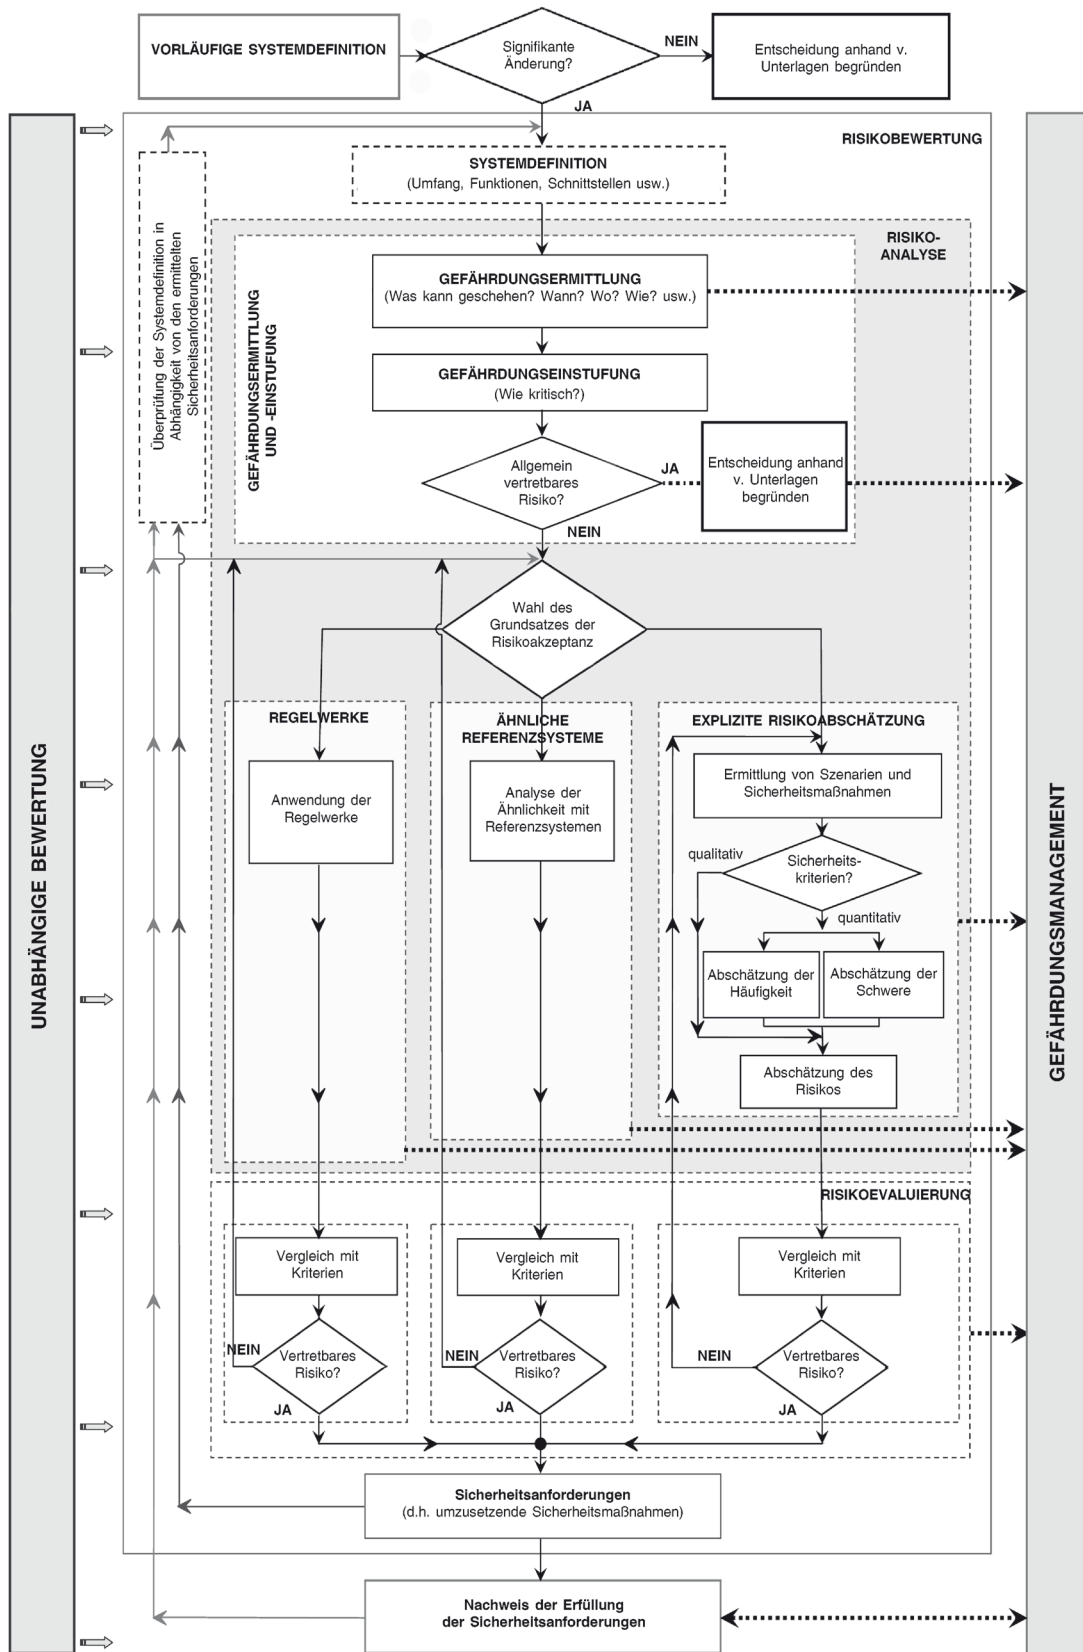 VORLÄUFIGE SYSTEMDEFINITION
Signifikante
Änderung?
NEIN
Entscheidung anhand v.
Unterlagen begründen
JA
RISIKOBEWERTUNG
SYSTEMDEFINITION
(Umfang, Funktionen, Schnittstellen usw.)
Überprüfung der Systemdefinition in
Abhängigkeit von den ermittelten
Sicherheitsanforderungen
RISIKO-
ANALYSE
GEFÄHRDUNGSERMITTLUNG
UND -EINSTUFUNG
GEFÄHRDUNGSERMITTLUNG
(Was kann geschehen? Wann? Wo? Wie? usw.)
GEFÄHRDUNGSEINSTUFUNG
(Wie kritisch?)
Allgemein
vertretbares
Risiko?
JA
Entscheidung anhand
v. Unterlagen
begründen
NEIN
Wahl des
Grundsatzes der
Risikoakzeptanz
REGELWERKE
ÄHNLICHE
REFERENZSYSTEME
EXPLIZITE RISIKOABSCHÄTZUNG
Anwendung der
Regelwerke
Analyse der
Ähnlichkeit mit
Referenzsystemen
Ermittlung von Szenarien und
Sicherheitsmaßnahmen
qualitativ
Sicherheits-
kriterien?
quantitativ
Abschätzung der
Häufigkeit
Abschätzung der
Schwere
Abschätzung des
Risikos
UNABHÄNGIGE BEWERTUNG
GEFÄHRDUNGSMANAGEMENT
RISIKOEVALUIERUNG
Vergleich mit
Kriterien
Vergleich mit
Kriterien
Vergleich mit
Kriterien
NEIN
Vertretbares
Risiko?
JA
NEIN
Vertretbares
Risiko?
JA
NEIN
Vertretbares
Risiko?
JA
Sicherheitsanforderungen
(d.h. umzusetzende Sicherheitsmaßnahmen)
Nachweis der Erfüllung
der Sicherheitsanforderungen